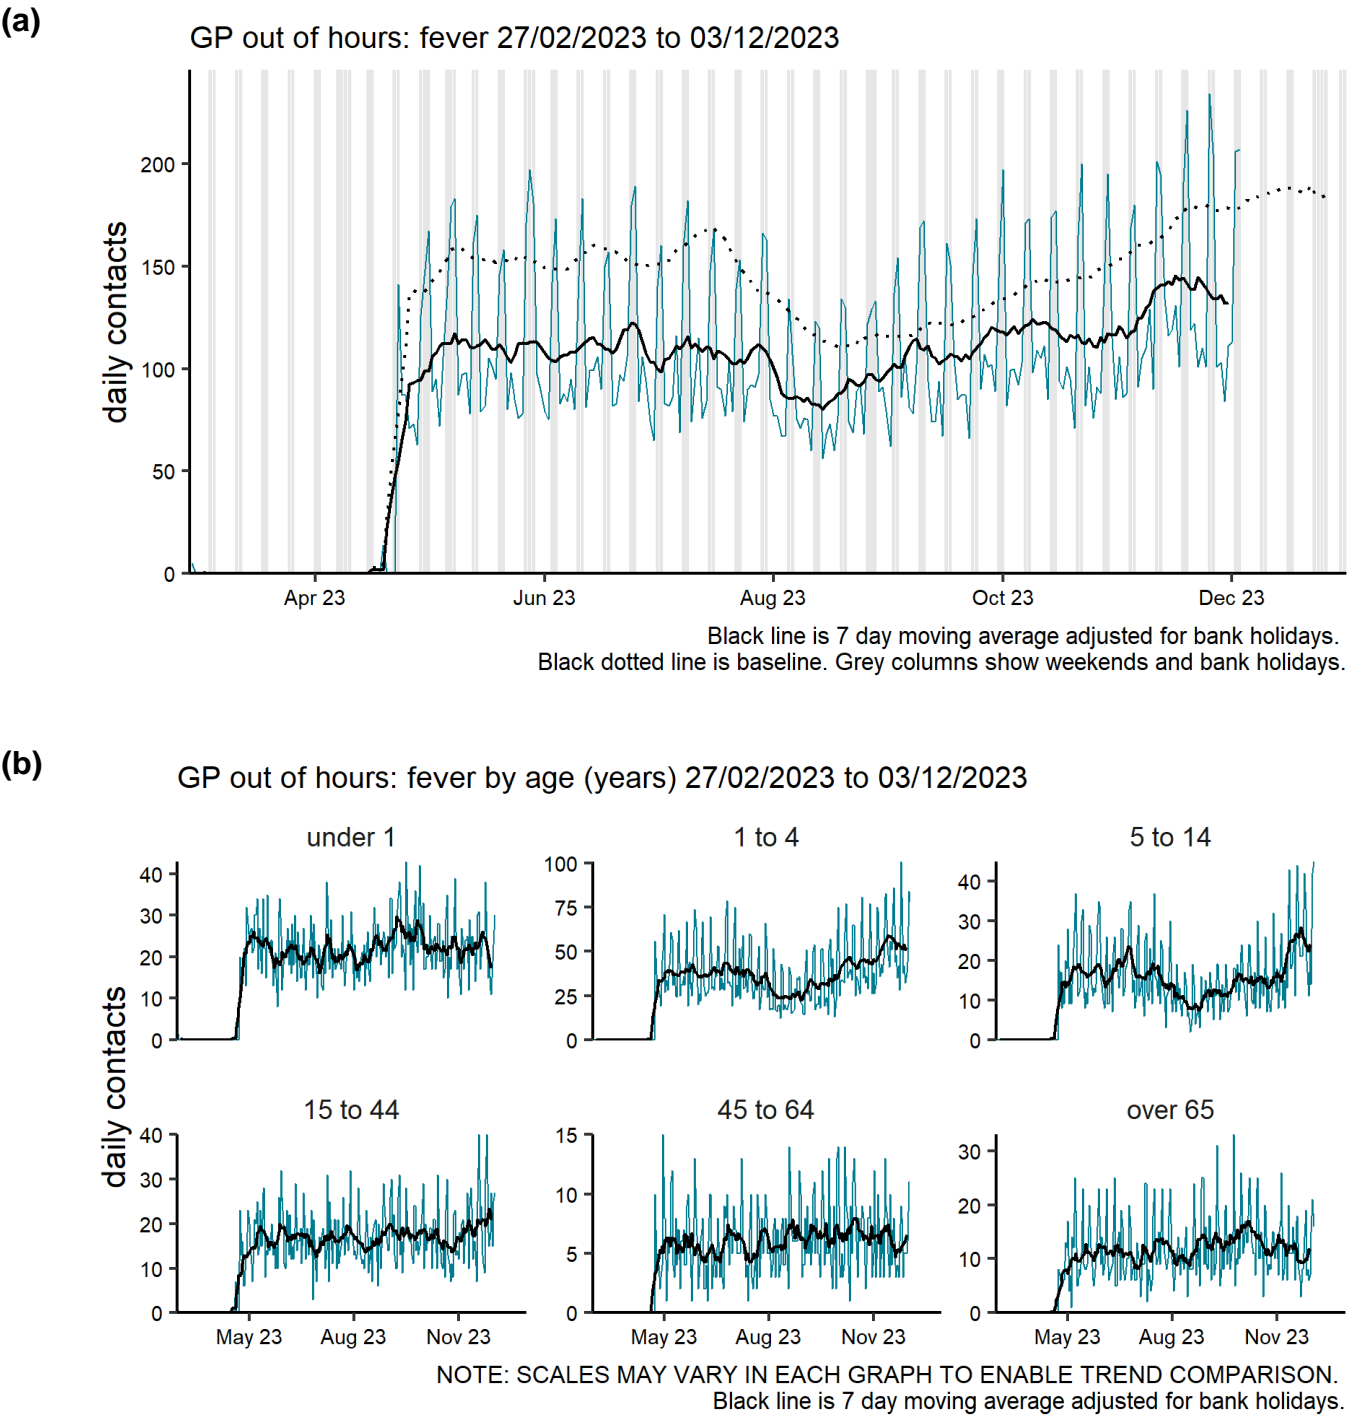 (a)
GP out of hours: fever 27/02/2023 to 03/12/2023
daily contacts
200
150
100
50
0
Apr 23 Jun 23 Aug 23 Oct 23 Dec 23
Black line is 7 day moving average adjusted for bank holidays.
Black dotted line is baseline. Grey columns show weekends and bank holidays.
(b)
GP out of hours: fever by age (years) 27/02/2023 to 03/12/2023
daily contacts
under 1
40
30
20
10
0
1 to 4
100
75
50
25
0
5 to 14
40
30
20
10
0
15 to 44
40
30
20
10
0
May 23 Aug 23 Nov 23
45 to 64
15
10
5
0
May 23 Aug 23 Nov 23
over 65
30
20
10
0
May 23 Aug 23 Nov 23
NOTE: SCALES MAY VARY IN EACH GRAPH TO ENABLE TREND COMPARISON.
Black line is 7 day moving average adjusted for bank holidays.